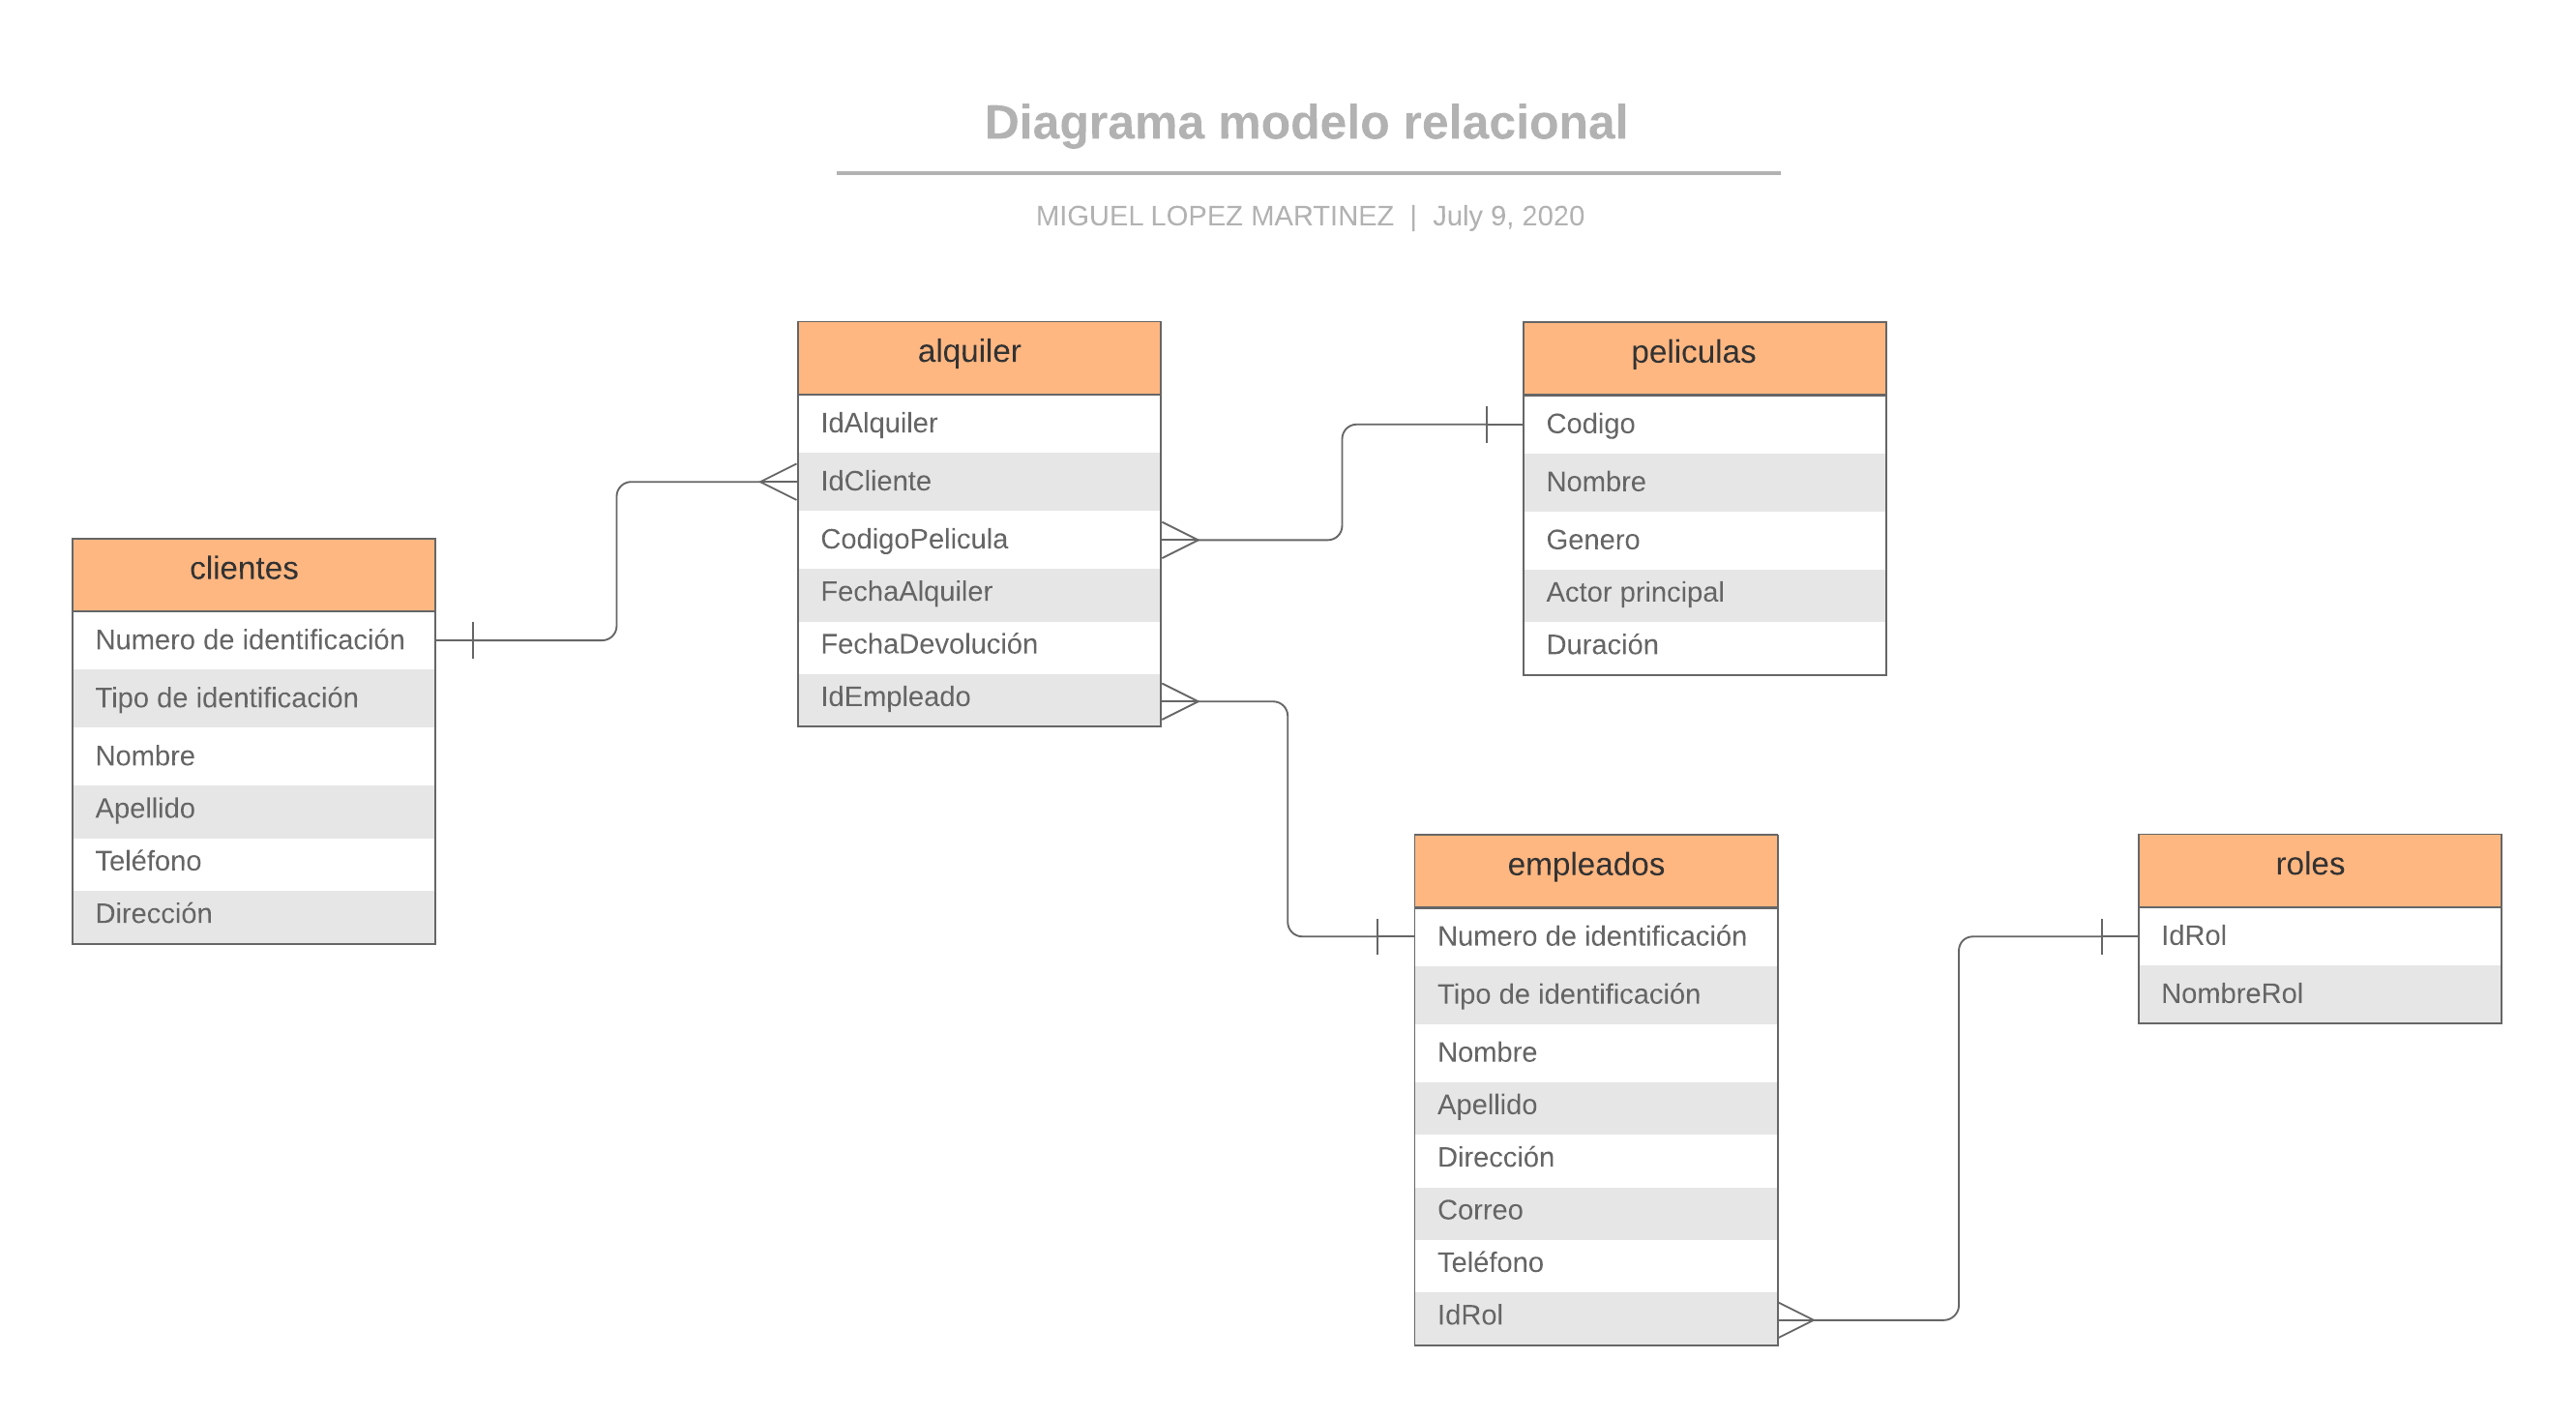 Diagrama modelo relacional
MIGUEL LOPEZ MARTINEZ | July 9, 2020
clientes
Numero de identificación
Tipo de identificación
Nombre
Apellido
Teléfono
Dirección
alquiler
IdAlquiler
IdCliente
CodigoPelicula
FechaAlquiler
FechaDevolución
IdEmpleado
peliculas
Codigo
Nombre
Genero
Actor principal
Duración
empleados
Numero de identificación
Tipo de identificación
Nombre
Apellido
Dirección
Correo
Teléfono
IdRol
roles
IdRol
NombreRol